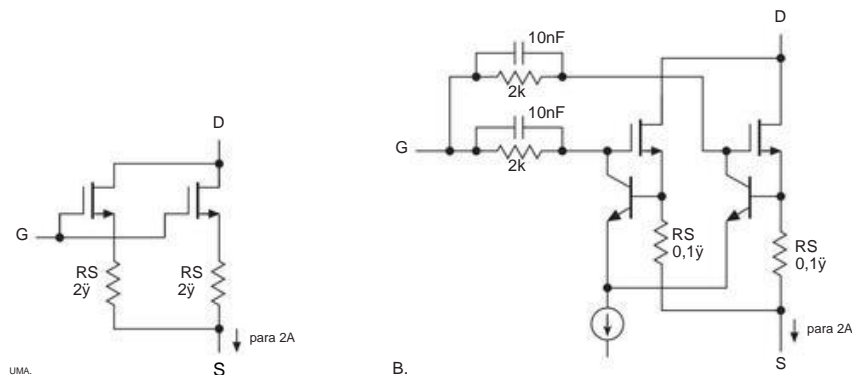 D
G
RS
2ÿ
RS
2ÿ
para 2A
S
UMA.
D
10nF
2k
10nF
G
2k
RS
0,1ÿ
RS
0,1ÿ
para 2A
S
B.